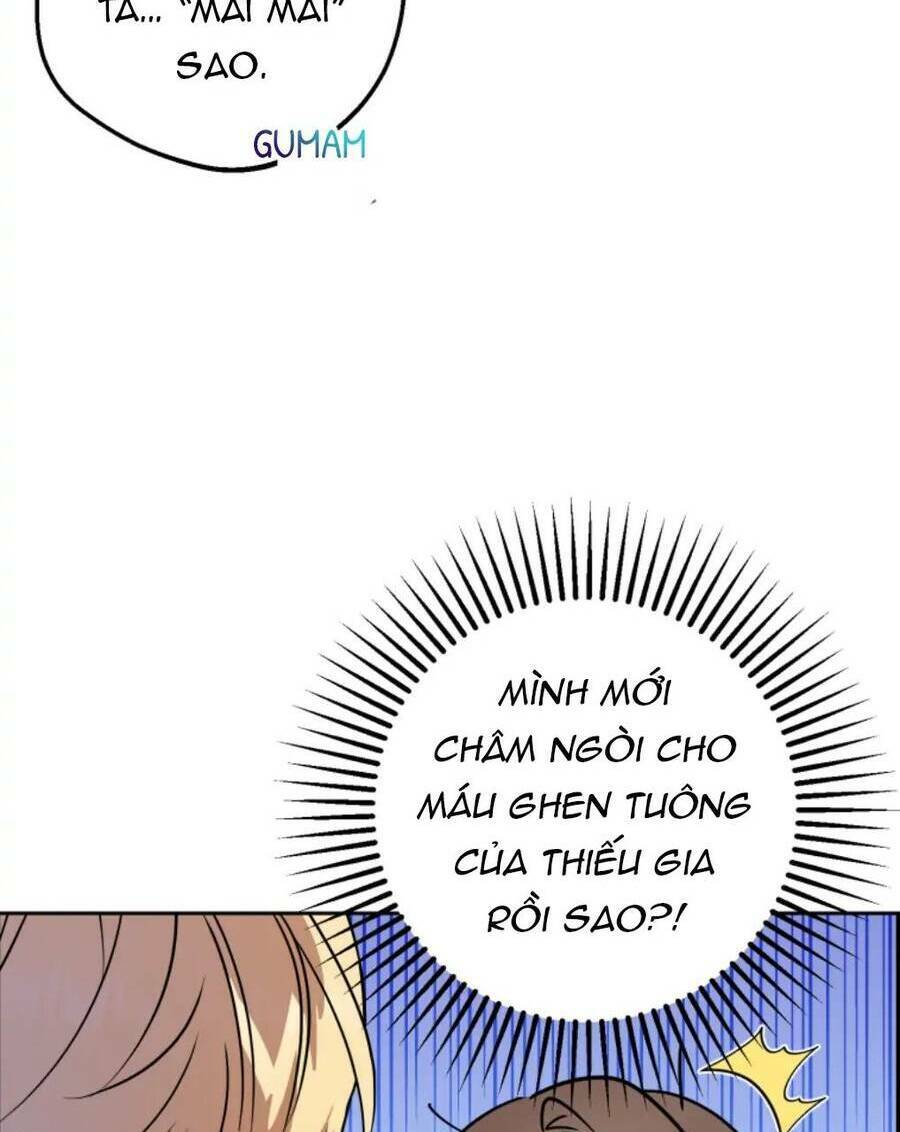 TA... "MÃI MÃI"
SAO.
GUMAM
MÌNH MỚI
CHÂM NGÒI CHO
MÁU GHEN TUÔNG
CỦA THIẾU GIA
RỒI SAO?!